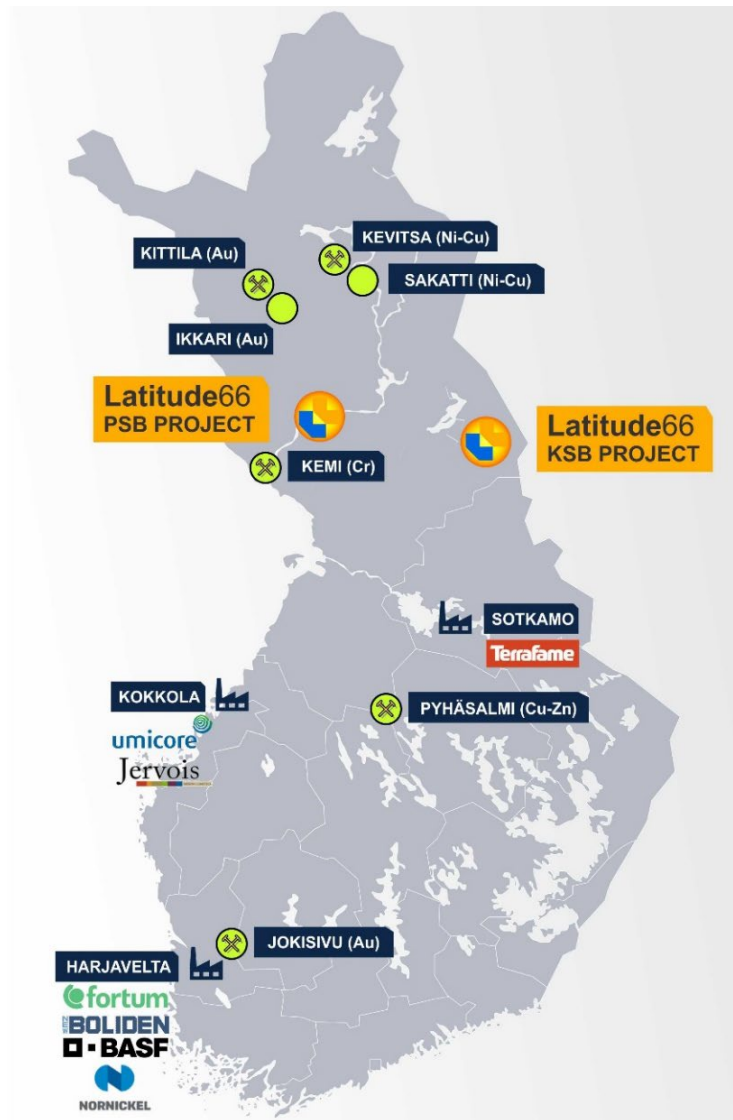 KEVITSA (Ni-Cu)
KITTILA (Au)
SAKATTI (Ni-Cu)
IKKARI (Au)
Latitude66
PSB PROJECT
Latitude66
KSB PROJECT
KEMI (Cr)
SOTKAMO
Terrafame
KOKKOLA
PYHÄSALMI (Cu-Zn)
umicore
Jervois
JOKISIVU (Au)
HARJAVELTA
fortum
BOLIDEN
BASF
NORNICKEL